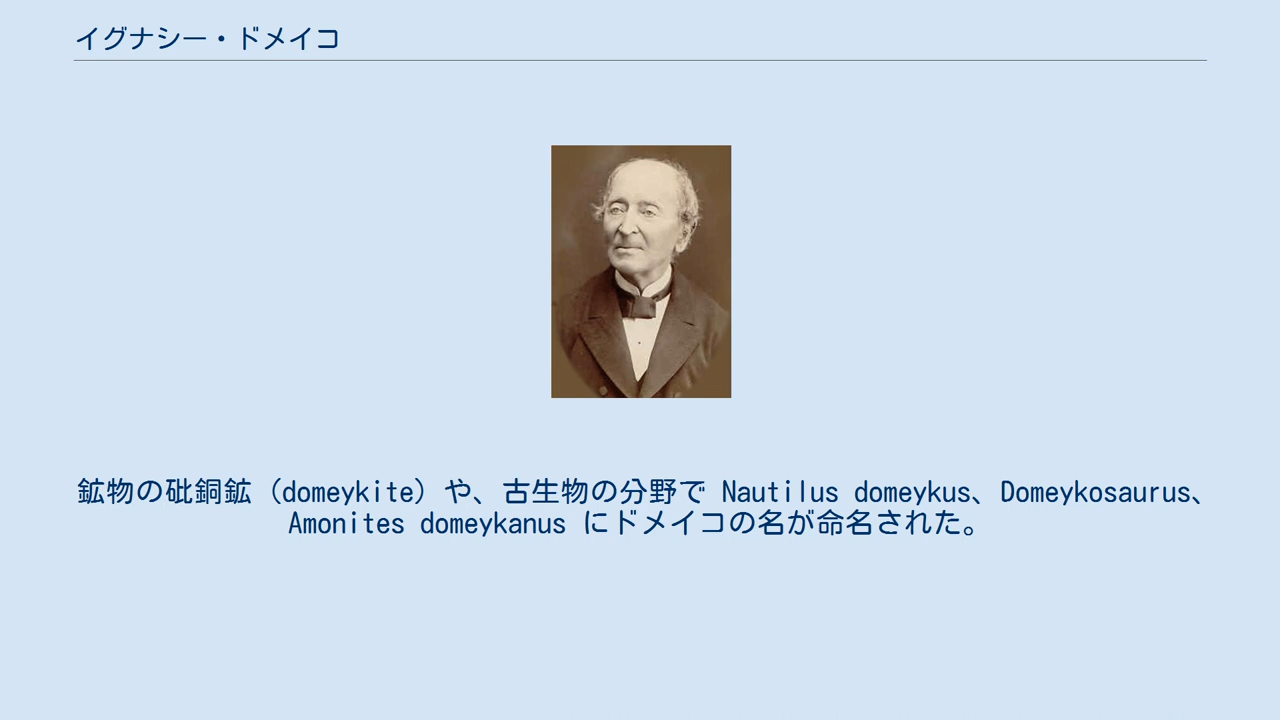 イグナシー・ドメイコ
鉱物の砒銅鉱（domeykite）や、古生物の分野で Nautilus domeykus、Domeykosaurus、
Amonites domeykanus にドメイコの名が命名された。